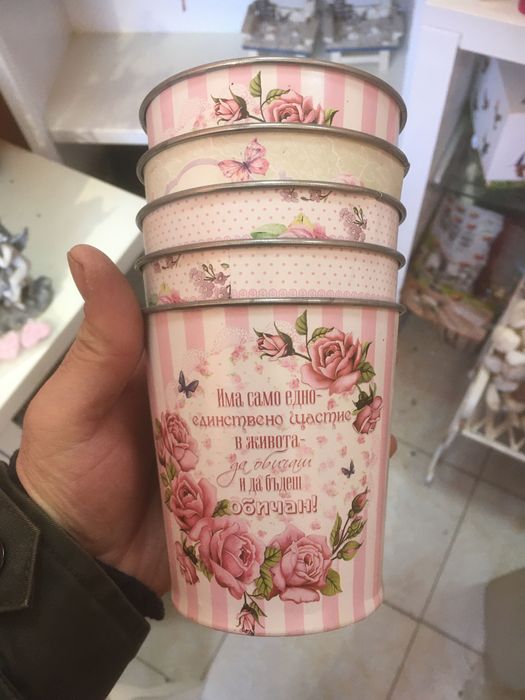 Има само едно-
единствено щастие
в живота-
да обичаш
и да бъдеш
обичан!